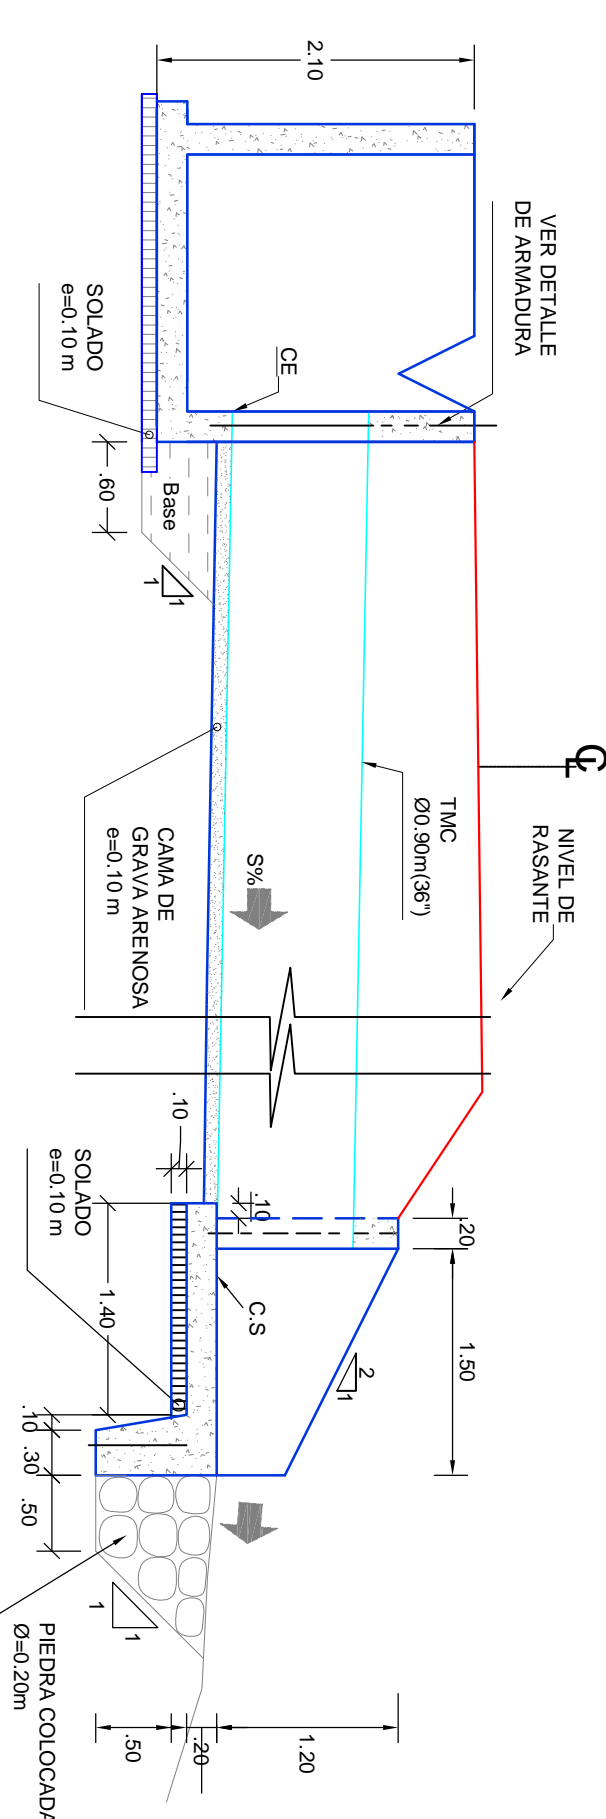 2.10
VER DETALLE
DE ARMADURA
SOLADO
e=0.10 m
CE
.60
Base
1
1
CL
NIVEL DE
RASANTE
TMC
Ø0.90m(36")
S%
CAMA DE
GRAVA ARENOSA
e=0.10 m
.10
SOLADO
e=0.10 m
.10
.20
1.50
C.S
2
1
1.40
.10
.30
.50
1
1
PIEDRA COLOCADA
Ø=0.20m
1.20
.20
.50